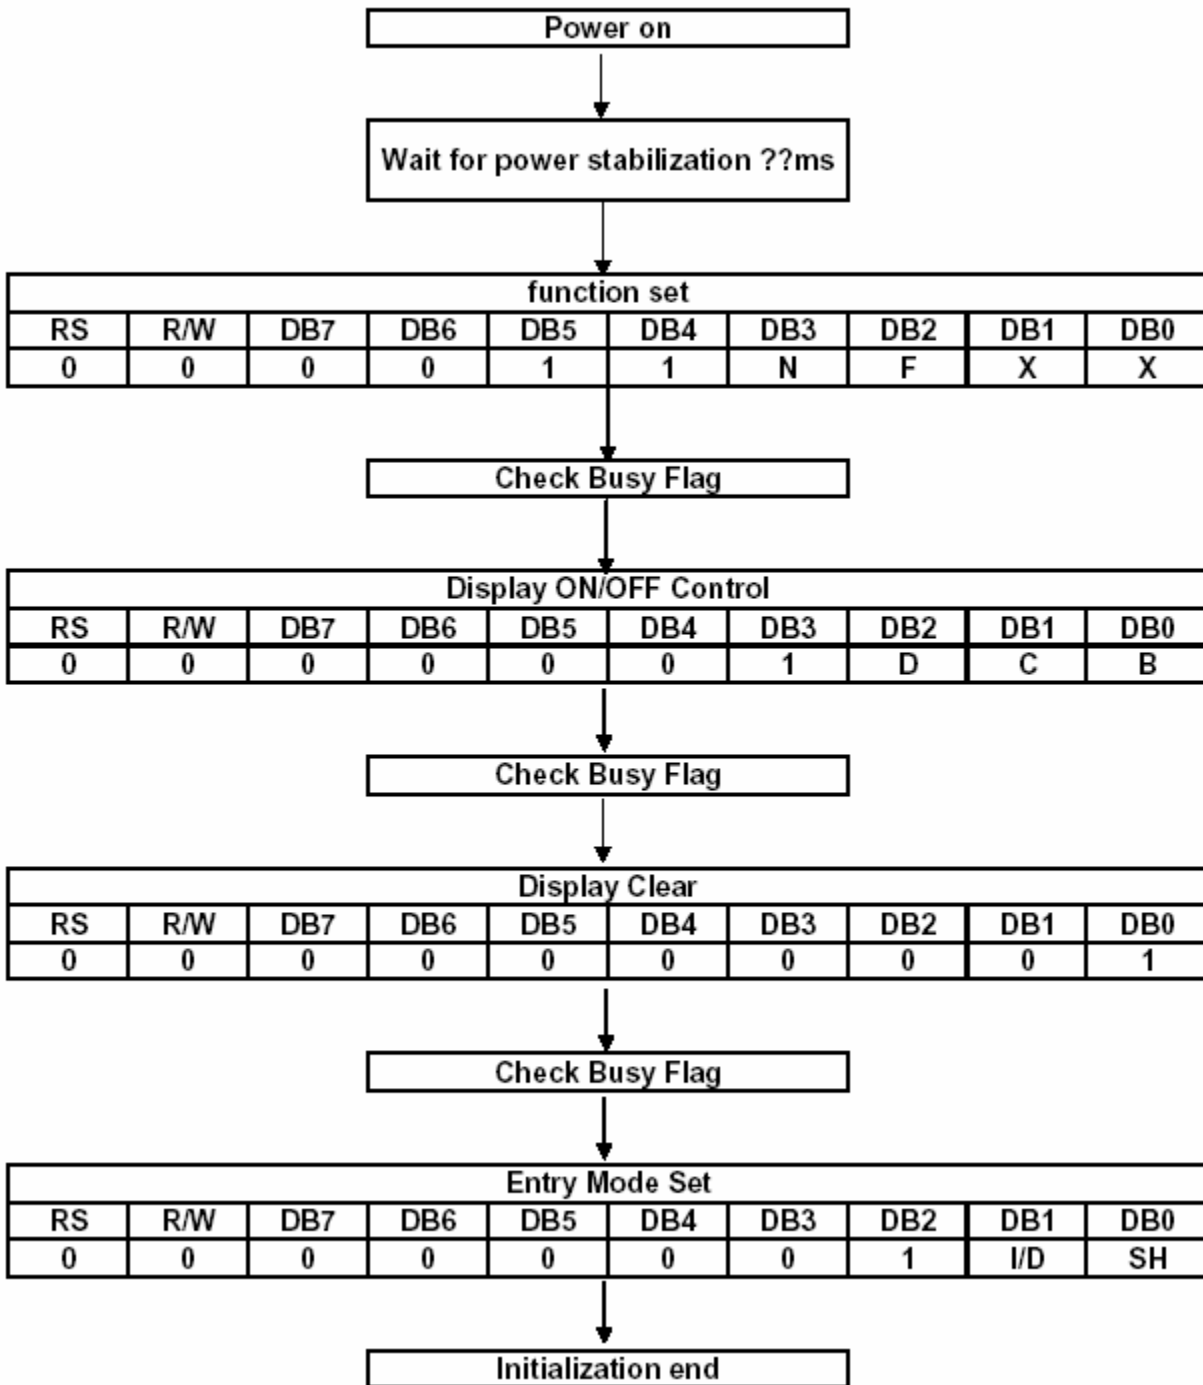 Power on
Wait for power stabilization ??ms
function set
RS R/W DB7 DB6 DB5 DB4 DB3 DB2 DB1 DB0
0 0 0 0 1 1 N F X X
Check Busy Flag
Display ON/OFF Control
RS R/W DB7 DB6 DB5 DB4 DB3 DB2 DB1 DB0
0 0 0 0 0 0 1 D C B
Check Busy Flag
Display Clear
RS R/W DB7 DB6 DB5 DB4 DB3 DB2 DB1 DB0
0 0 0 0 0 0 0 0 0 1
Check Busy Flag
Entry Mode Set
RS R/W DB7 DB6 DB5 DB4 DB3 DB2 DB1 DB0
0 0 0 0 0 0 0 1 I/D SH
Initialization end